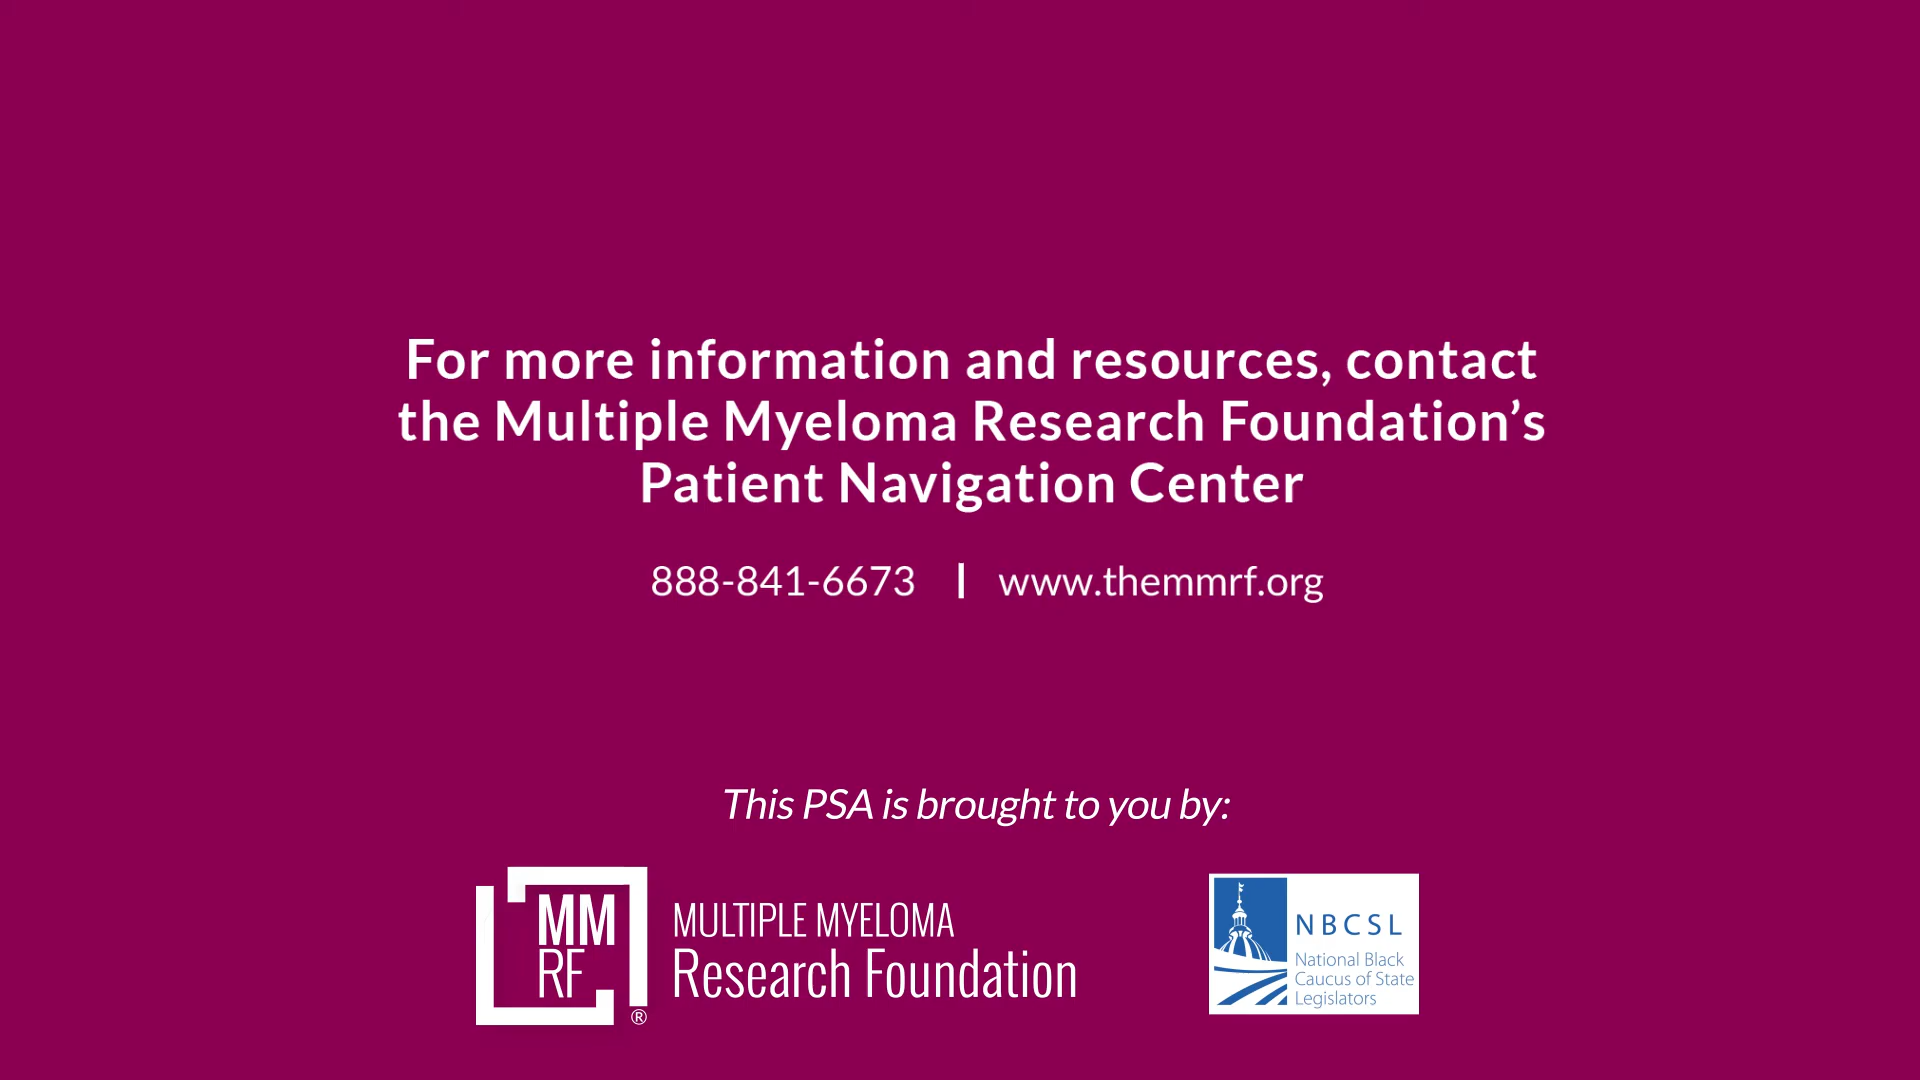 For more information and resources, contact
the Multiple Myeloma Research Foundation’s
Patient Navigation Center
888-841-6673 | www.themmrf.org
This PSA is brought to you by:
MM
RF
®
MULTIPLE MYELOMA
Research Foundation
NBCSL
National Black
Caucus of State
Legislators